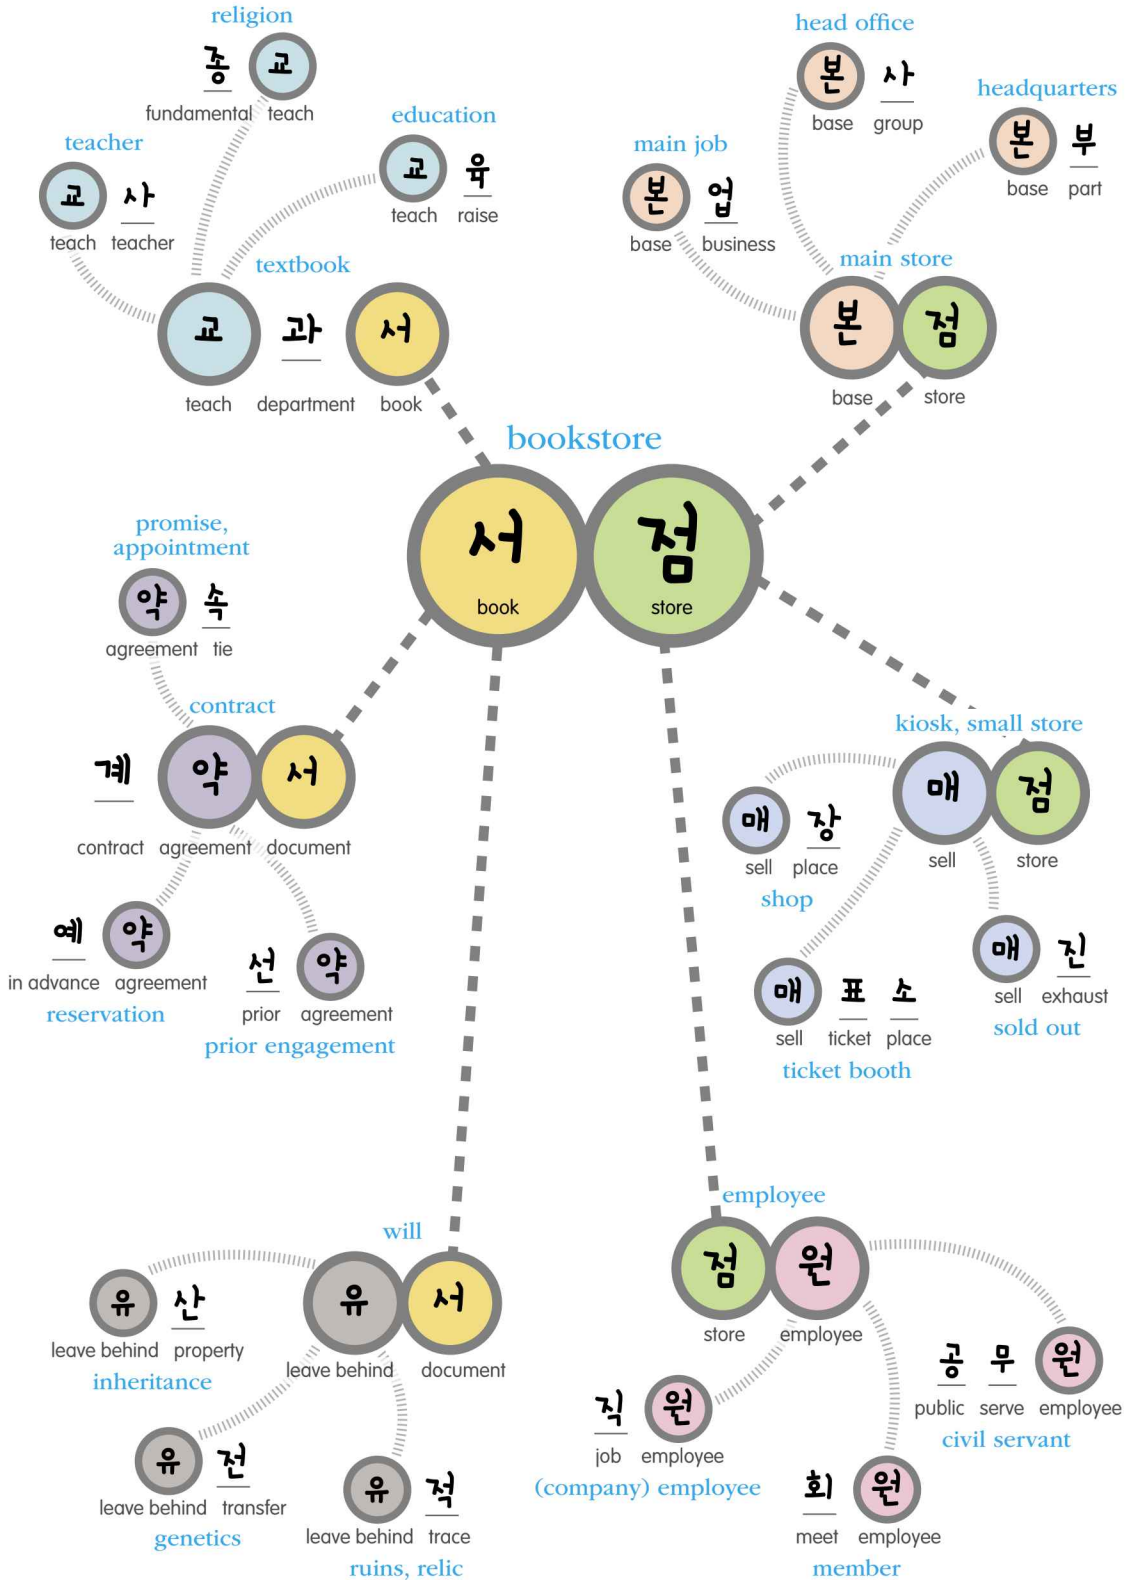 religion
종 교
fundamental teach
teacher
교 사
teach teacher
education
교 육
teach raise
textbook
교 과 서
teach department book
head office
본 사
base group
headquarters
본 부
base part
main job
본 업
base business
main store
본 점
base store
bookstore
서 점
book store
promise,
appointment
약 속
agreement tie
contract
계 약 서
contract agreement document
예 약
in advance agreement
reservation
선 약
prior agreement
prior engagement
kiosk, small store
매 점
sell store
매 장
sell place
shop
매 진
sell exhaust
sold out
매 표 소
sell ticket place
ticket booth
will
유 서
leave behind document
유 산
leave behind property
inheritance
유 전
leave behind transfer
genetics
유 적
leave behind trace
ruins, relic
employee
점 원
store employee
공 무 원
public serve employee
civil servant
직 원
job employee
(company) employee
회 원
meet employee
member